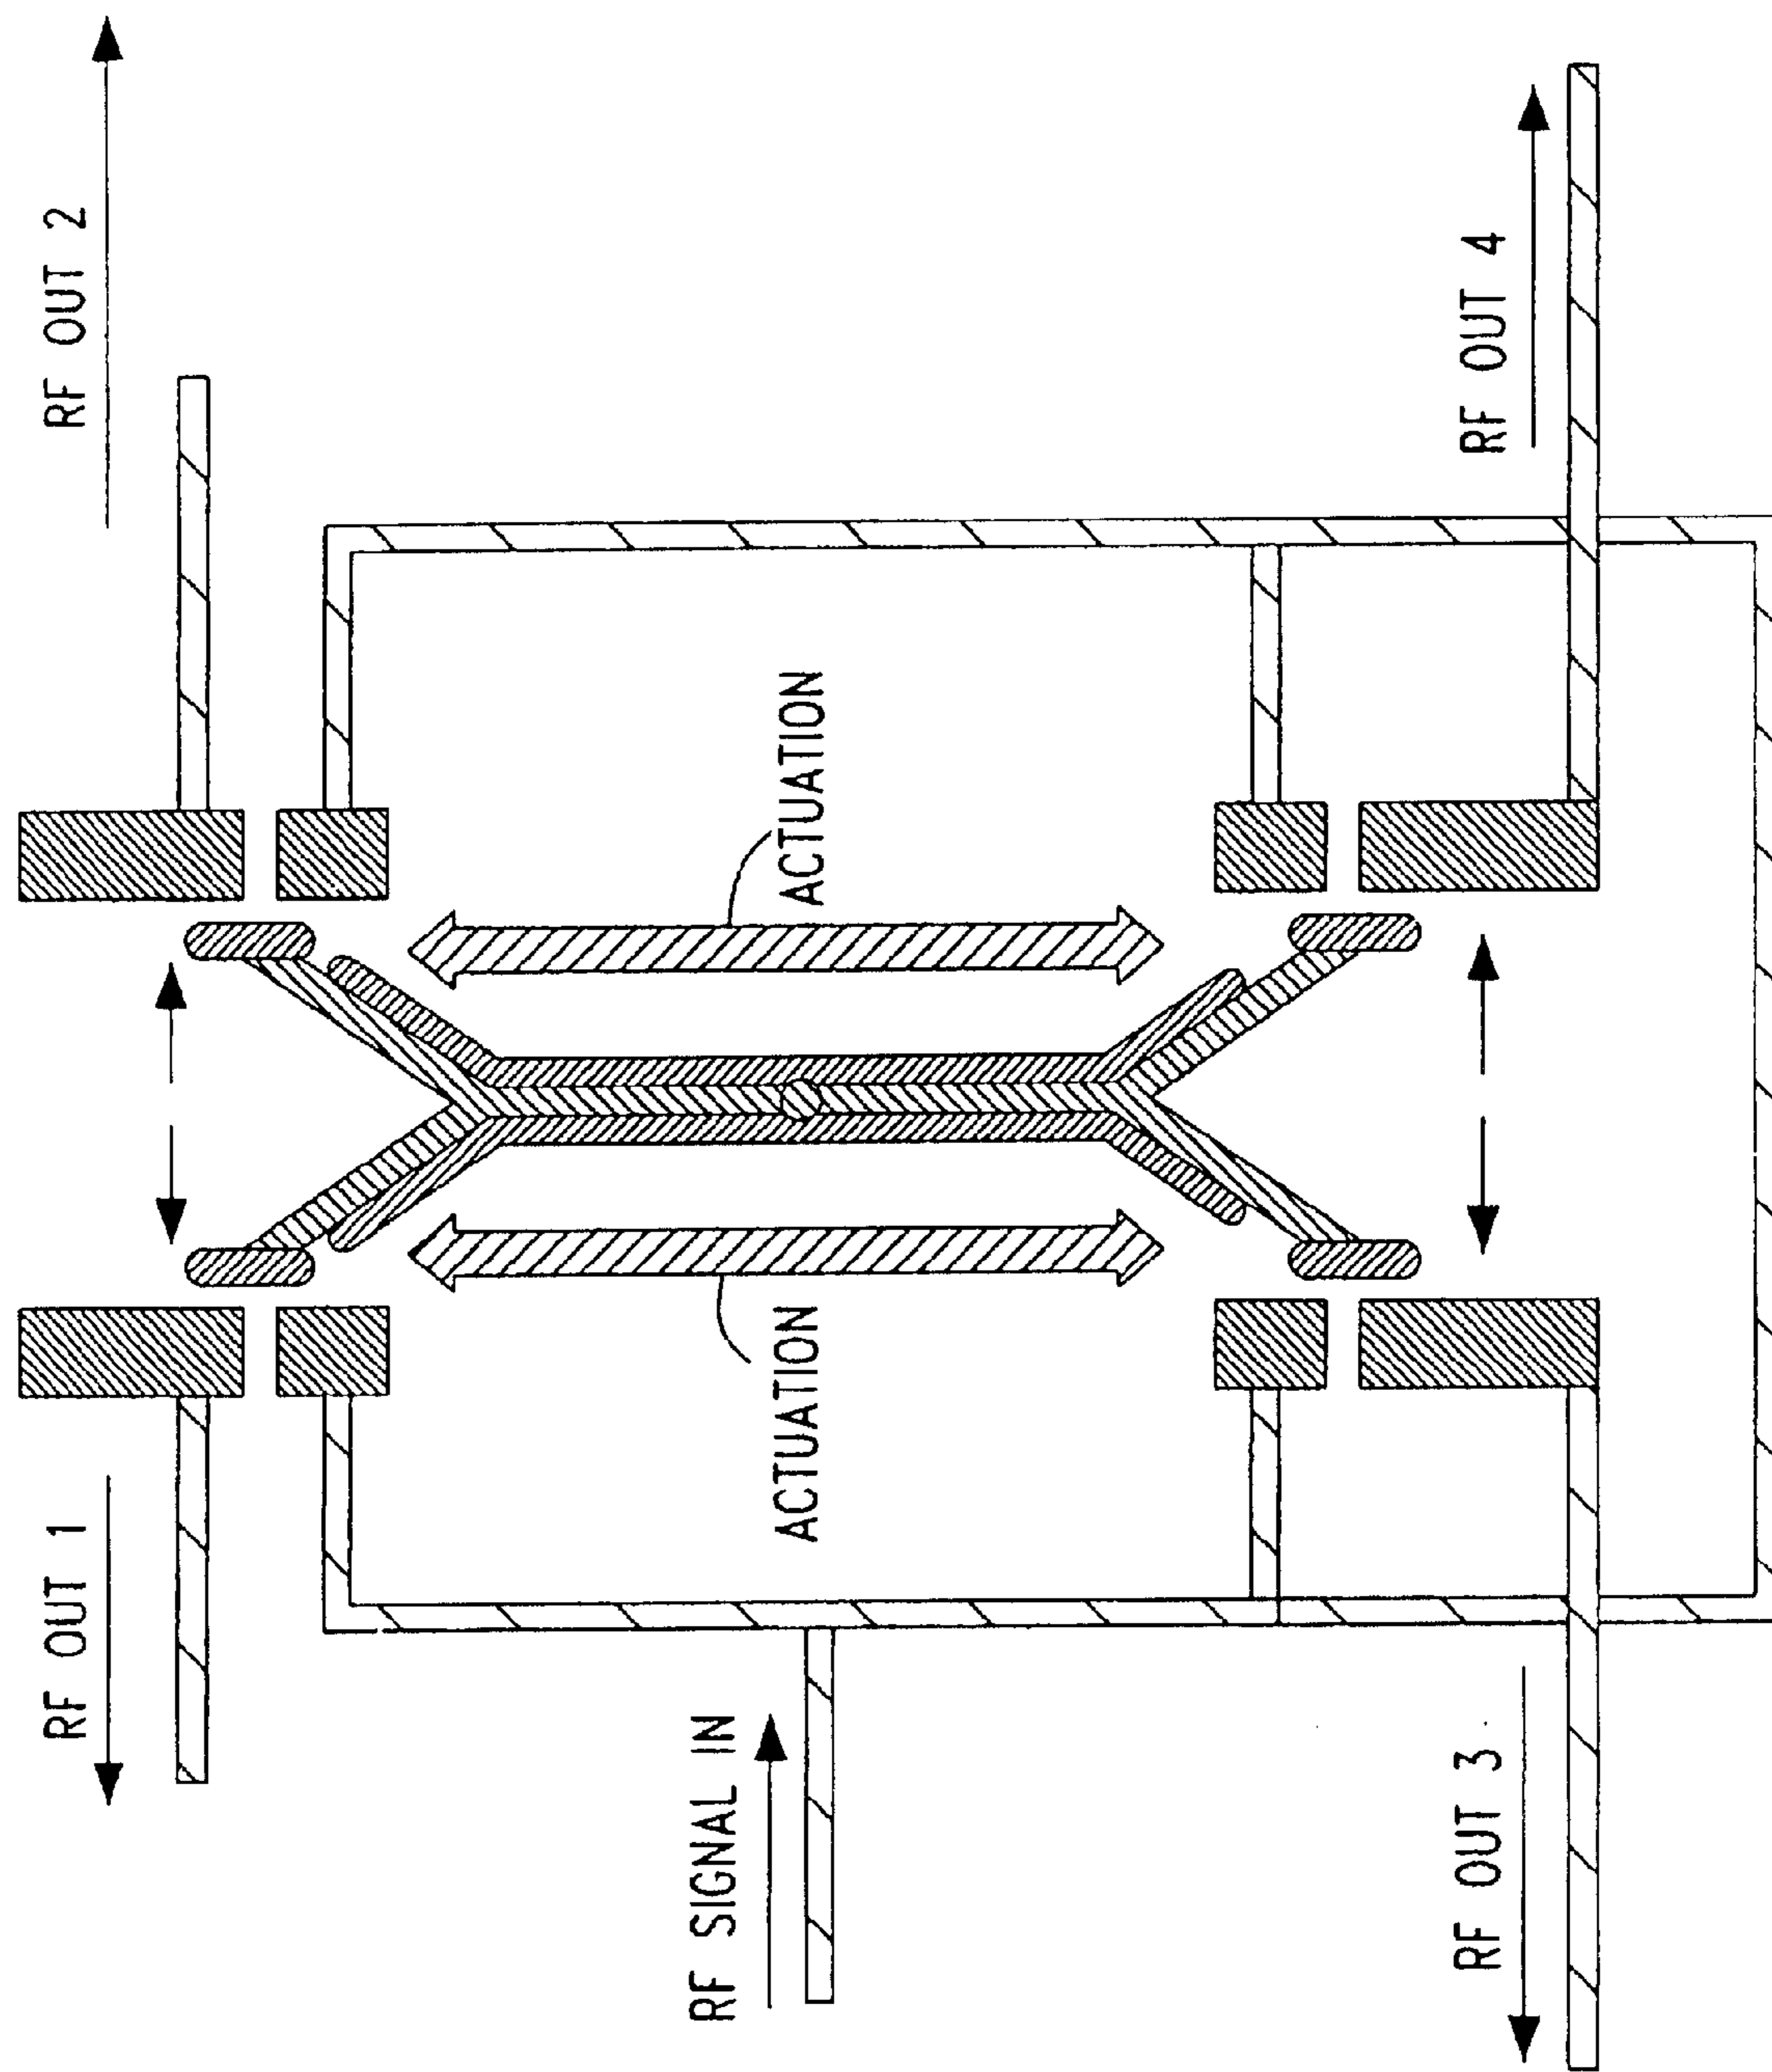 RF OUT 1
RF OUT 2
ACTUATION
ACTUATION
RF SIGNAL IN
RF OUT 3
RF OUT 4